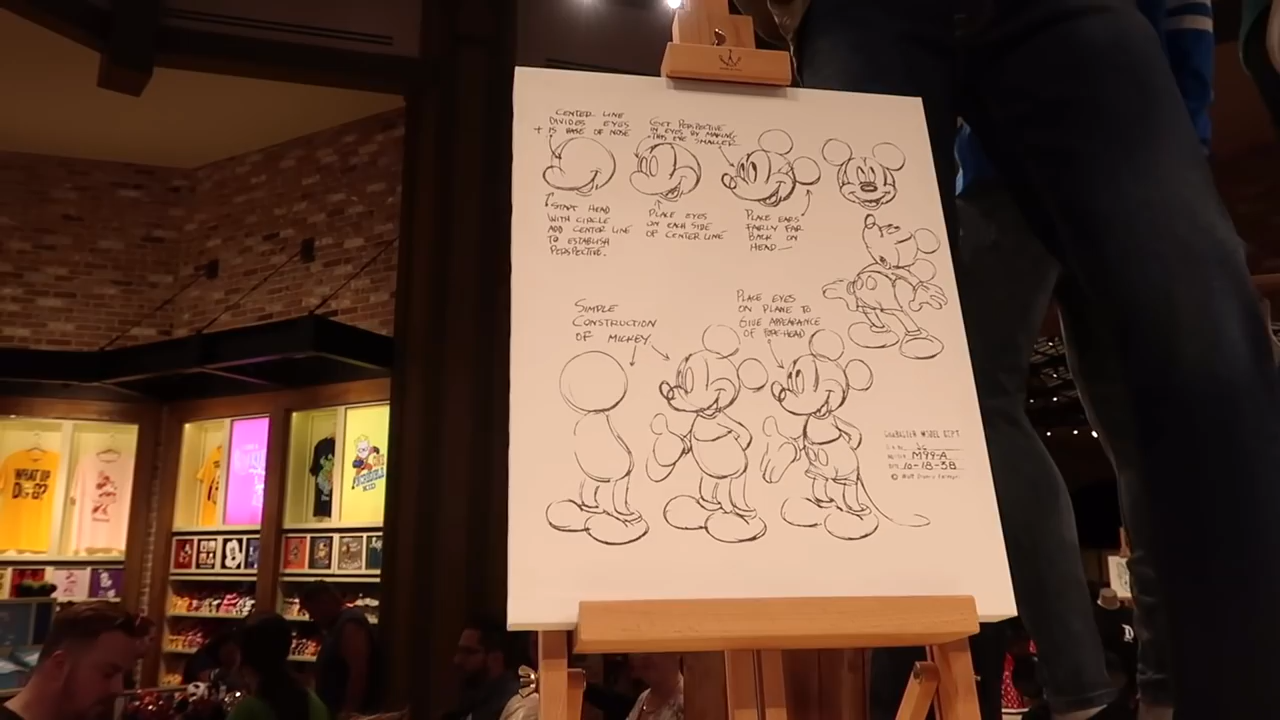 CENTER LINE
DIVIDES EYES
+ IS BASE OF NOSE
GET PERSPECTIVE
IN EYES BY MAKING
THIS EYE SMALLER
START HEAD
WITH CIRCLE
ADD CENTER LINE
TO ESTABLISH
PERSPECTIVE.
PLACE EYES
ON EACH SIDE
OF CENTER LINE
PLACE EARS
FAIRLY FAR
BACK ON
HEAD
SIMPLE
CONSTRUCTION
OF MICKEY
PLACE EYES
ON PLANE TO
GIVE APPEARANCE
OF FOREHEAD
CHARACTER MODEL DEPT
M99-A
DATE 10-18-38
© Walt Disney
WHAT UP
DOG?
INCREDIBLE
KID
D